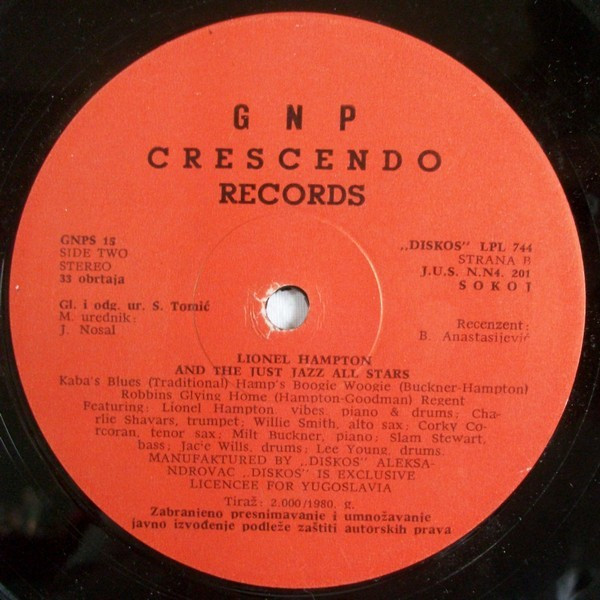 G N P
CRESCENDO
RECORDS
GNPS 15
SIDE TWO
STEREO
33 obrtaja
Gl. i odg. ur. S. Tomić
M. urednik:
J. Nosal
„DISKOS" LPL 744
STRANA B
J.U.S. N.N4. 201
S O K O J
Recenzent:
B. Anastasijević
LIONEL HAMPTON
AND THE JUST JAZZ ALL STARS
Kaba's Blues (Traditional) Hamp's Boogie Woogie (Buckner-Hampton)
Robbins Glying Home (Hampton-Goodman) Regent
Featuring: Lionel Hampton, vibes, piano & drums; Cha-
rlie Shavars, trumpet; Willie Smith, alto sax; Corky Co-
rcoran, tenor sax; Milt Buckner, piano; Slam Stewart,
bass; Jac'e Wills, drums; Lee Young, drums.
MANUFAKTURED BY „DISKOS" ALEKSA-
NDROVAC „DISKOS" IS EXCLUSIVE
LICENCEE FOR YUGOSLAVIA
Tiraž: 2.000/1980. g.
Zabranjeno presnimavanje i umnožavanje
javno izvođenje podleže zaštiti autorskih prava